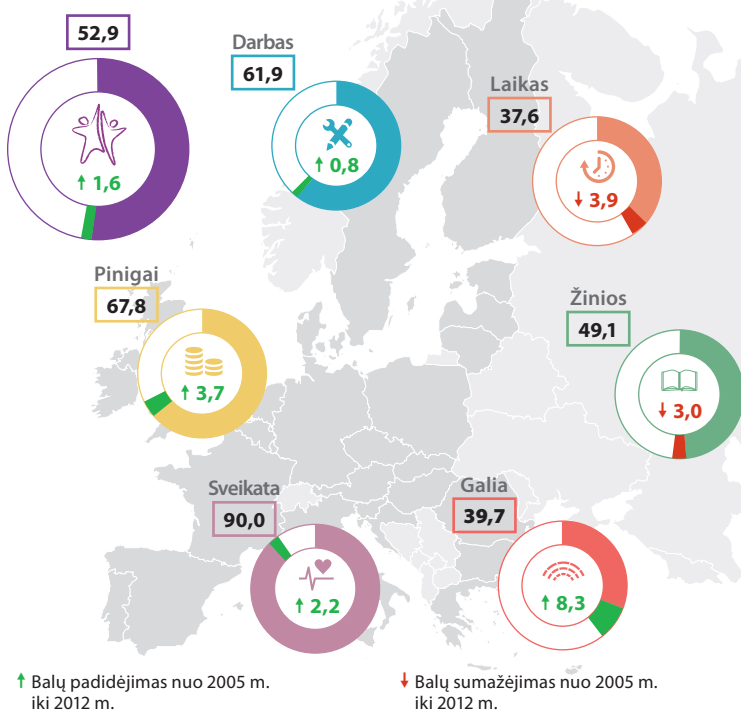 52,9
↑ 1,6
Darbas
61,9
↑ 0,8
Laikas
37,6
↓ 3,9
Pinigai
67,8
↑ 3,7
Žinios
49,1
↓ 3,0
Sveikata
90,0
↑ 2,2
Galia
39,7
↑ 8,3
↑ Balų padidėjimas nuo 2005 m.
iki 2012 m.
↓ Balų sumažėjimas nuo 2005 m.
iki 2012 m.